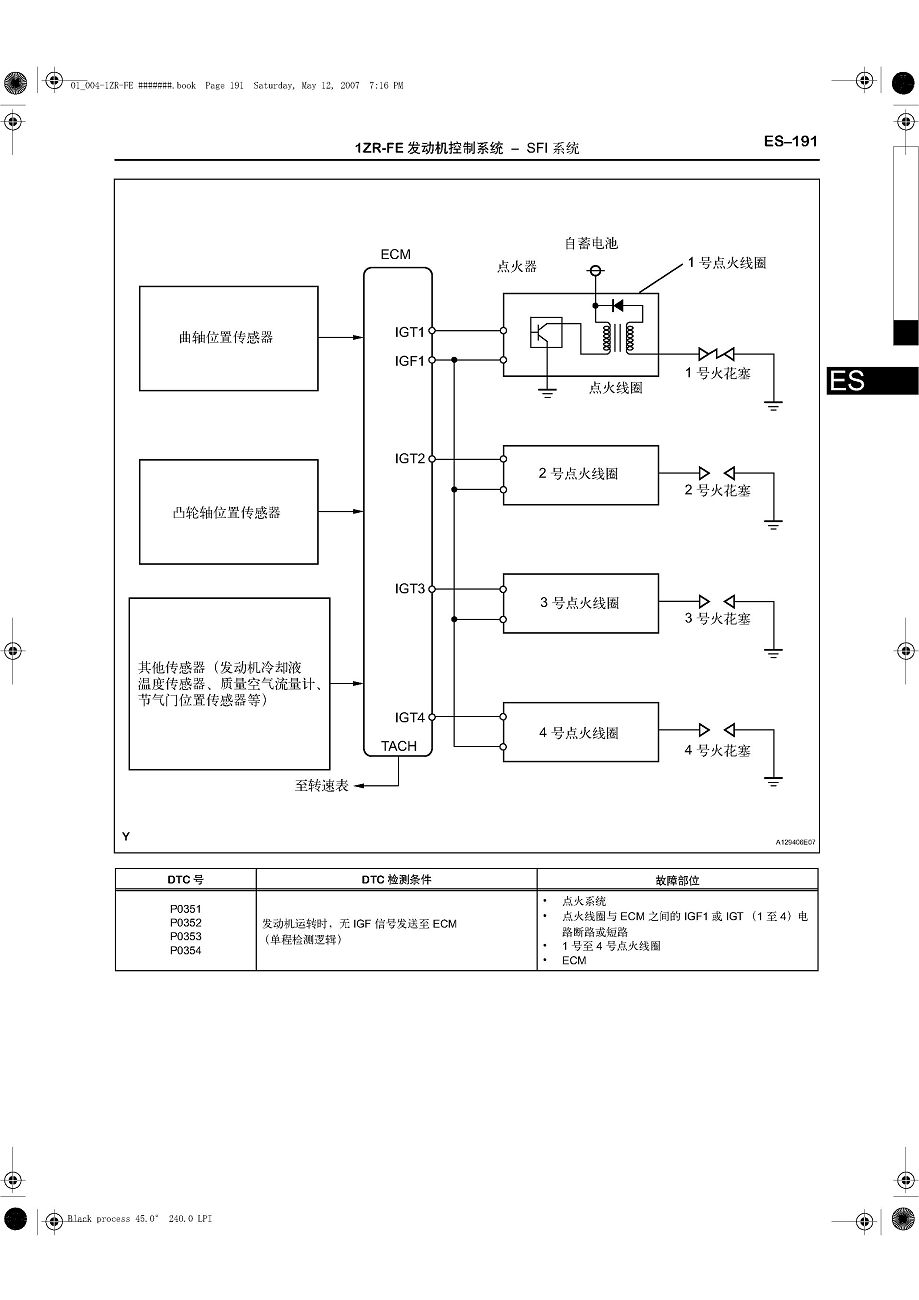 01_004-1ZR-FE #######.book  Page 191  Saturday, May 12, 2007  7:16 PM
1ZR-FE 发动机控制系统 – SFI 系统
ES–191
自蓄电池
ECM
点火器
1 号点火线圈
曲轴位置传感器
IGT1
IGF1
1 号火花塞
点火线圈
ES
IGT2
2 号点火线圈
2 号火花塞
凸轮轴位置传感器
IGT3
3 号点火线圈
3 号火花塞
其他传感器（发动机冷却液
温度传感器、质量空气流量计、
节气门位置传感器等）
IGT4
4 号点火线圈
4 号火花塞
TACH
至转速表
Y
A129406E07
DTC 号
DTC 检测条件
故障部位
P0351
P0352
P0353
P0354
发动机运转时，无 IGF 信号发送至 ECM
（单程检测逻辑）
• 点火系统
• 点火线圈与 ECM 之间的 IGF1 或 IGT （1 至 4）电
路断路或短路
• 1 号至 4 号点火线圈
• ECM
Black process 45.0° 240.0 LPI